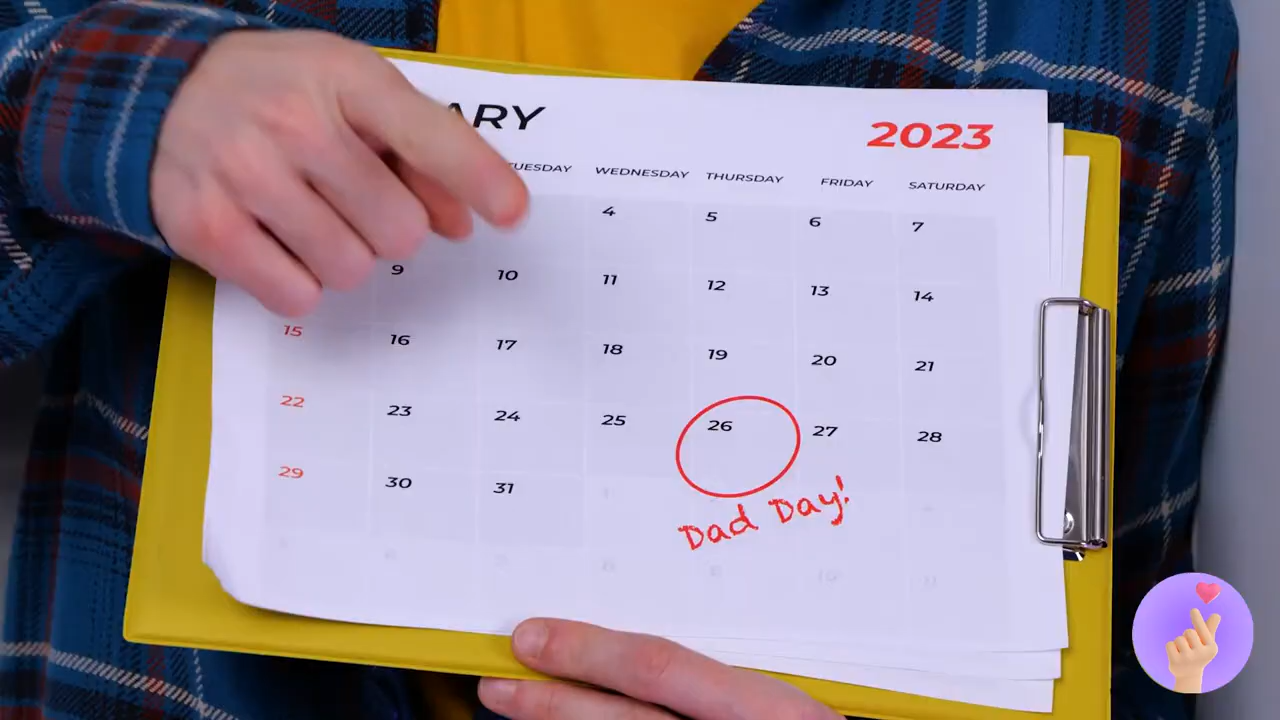 ARY
2023
TUESDAY WEDNESDAY THURSDAY FRIDAY SATURDAY
4 5 6 7
9 10 11 12 13 14
15 16 17 18 19 20 21
22 23 24 25 26 27 28
29 30 31
Dad Day!